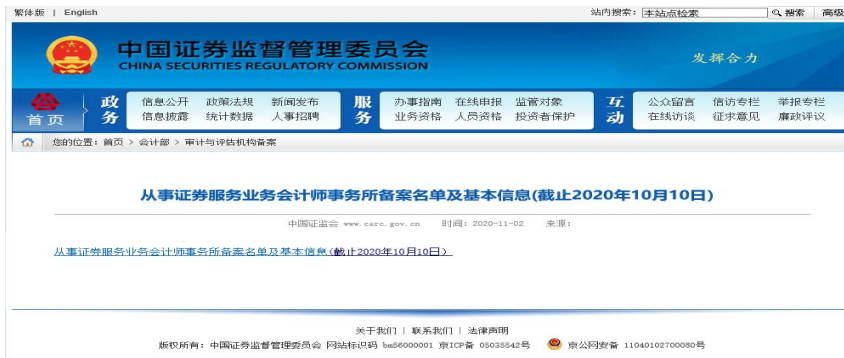 繁体版 | English 站内搜索: 本站点检索 搜索 高级
中国证券监督管理委员会
CHINA SECURITIES REGULATORY COMMISSION
发挥合力
首页 政务 信息公开 政策法规 新闻发布 服务 办事指南 在线申报 监管对象 互动 公众留言 信访专栏 举报专栏
信息披露 统计数据 人事招聘 业务资格 人员资格 投资者保护 在线访谈 征求意见 廉政评议
您的位置: 首页 > 会计部 > 审计与评估机构备案
从事证券服务业务会计师事务所备案名单及基本信息(截止2020年10月10日)
中国证监会 www.csrc.gov.cn 时间: 2020-11-02 来源:
从事证券服务业务会计师事务所备案名单及基本信息(截止2020年10月10日)
关于我们 | 联系我们 | 法律声明
版权所有: 中国证券监督管理委员会 网站标识码 bm56000001 京ICP备 05035542号 京公网安备 11040102700080号